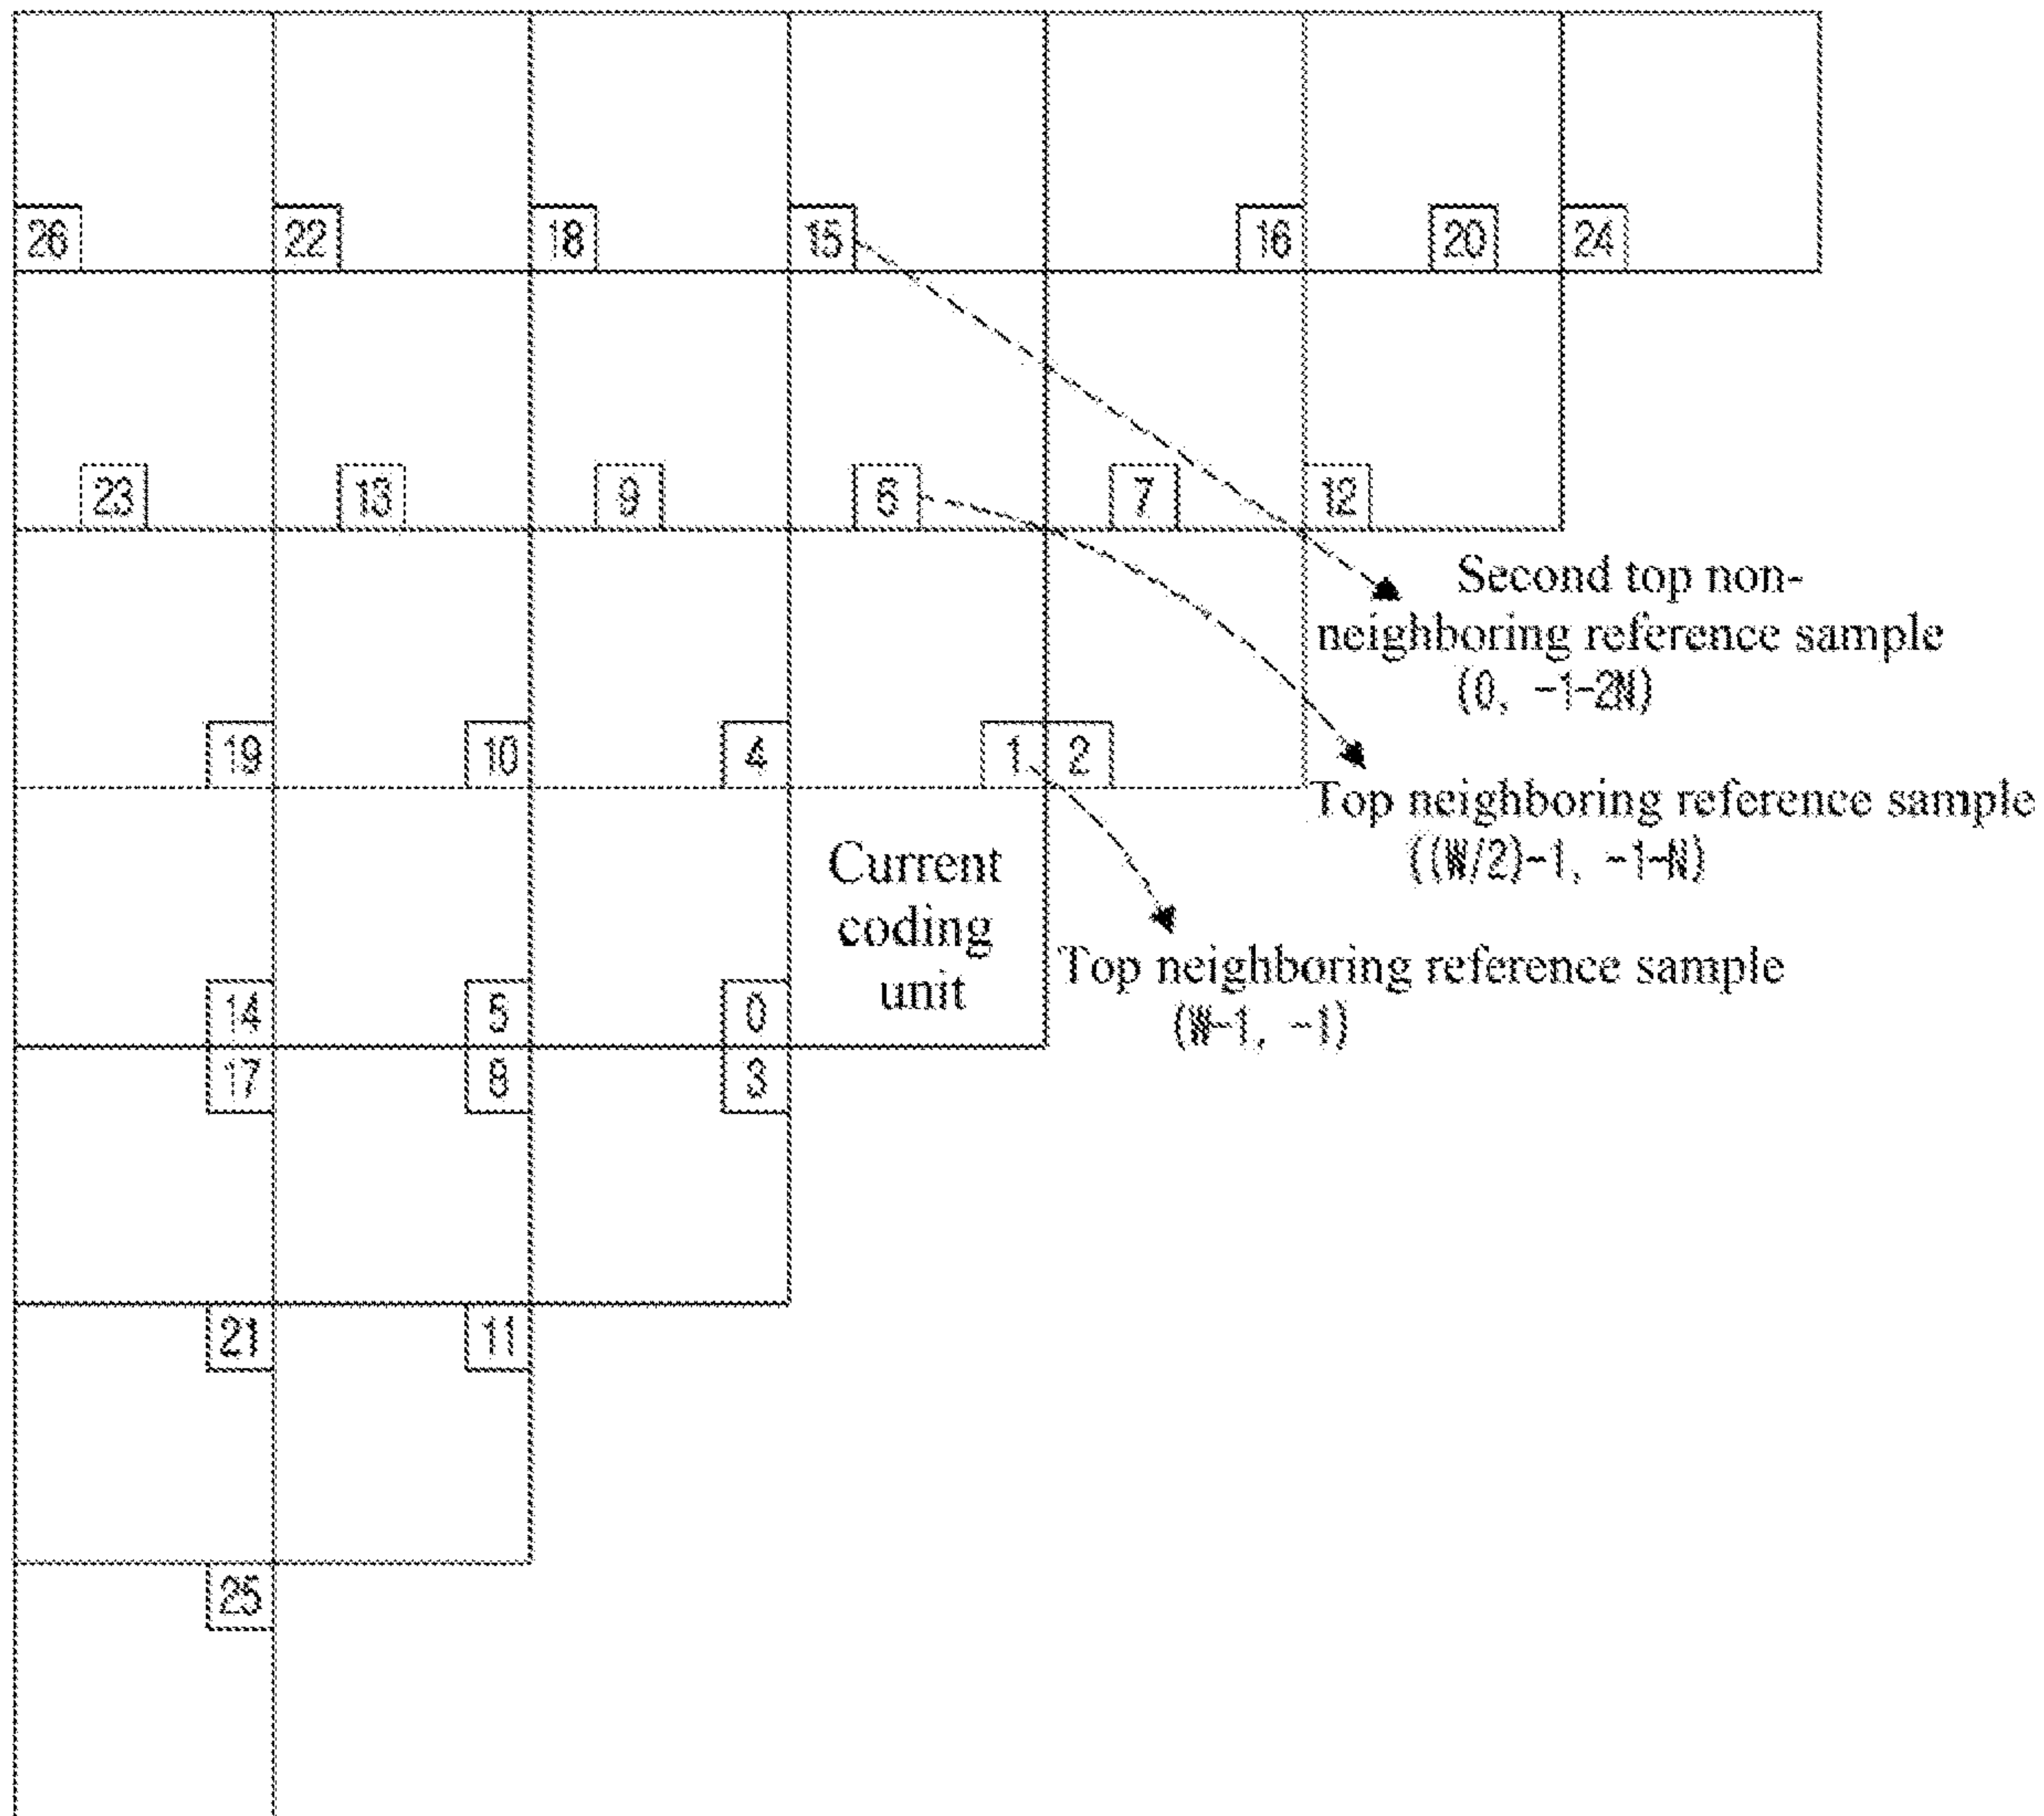 26 22 18 15 16 20 24
23 13 9 6 7 12
Second top non-
neighboring reference sample
(0, -1-2N)
19 10 4 1 2
Top neighboring reference sample
((W/2)-1, -1-N)
Current
coding
unit
Top neighboring reference sample
(W-1, -1)
14 5 0
17 8 3
21 11
25